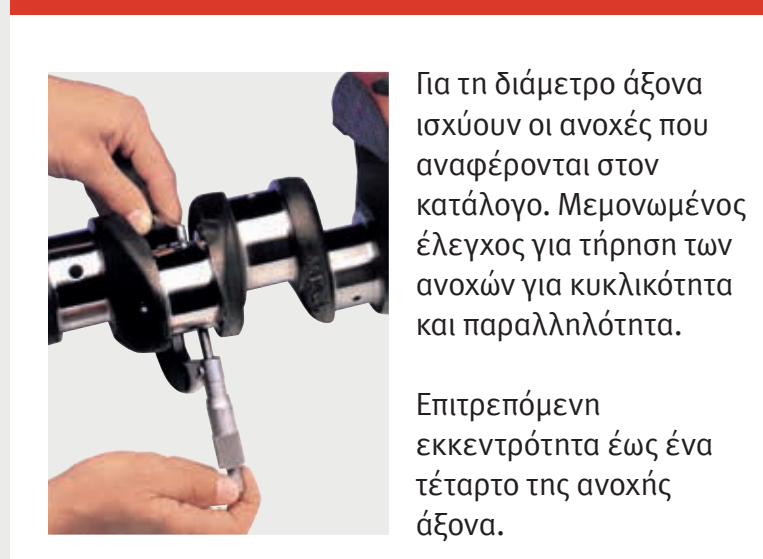 Για τη διάμετρο άξονα
ισχύουν οι ανοχές που
αναφέρονται στον
κατάλογο. Μεμονωμένος
έλεγχος για τήρηση των
ανοχών για κυκλικότητα
και παραλληλότητα.
Επιτρεπόμενη
εκκεντρότητα έως ένα
τέταρτο της ανοχής
άξονα.